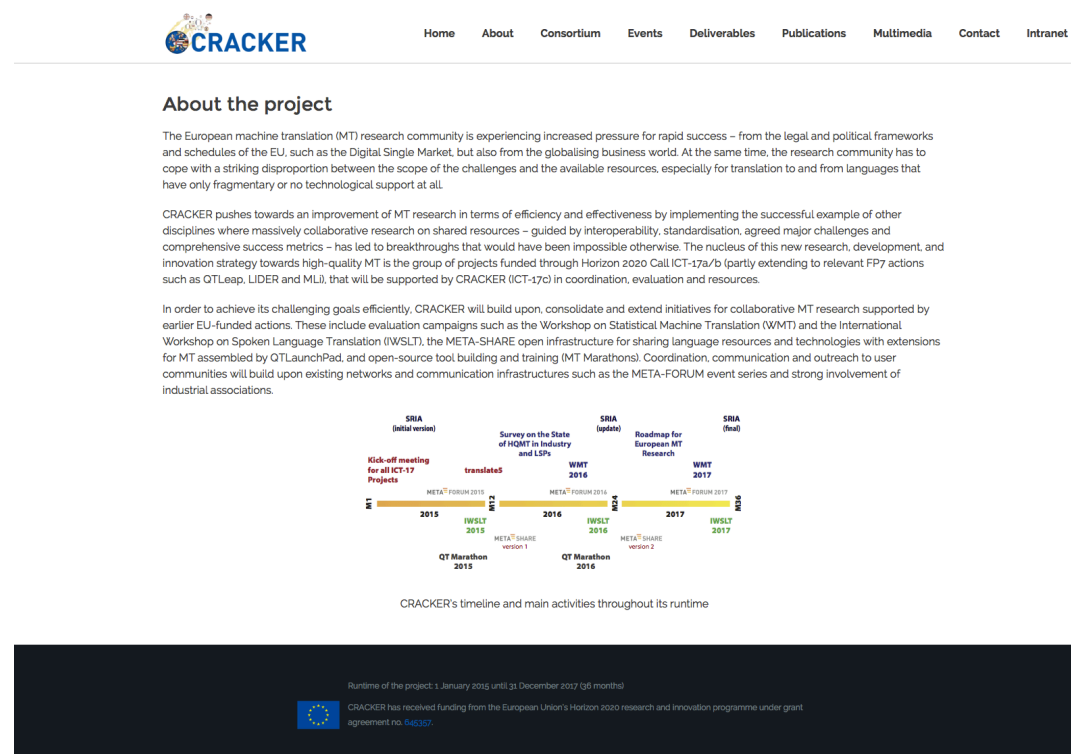 CRACKER
Home About Consortium Events Deliverables Publications Multimedia Contact Intranet
About the project
The European machine translation (MT) research community is experiencing increased pressure for rapid success – from the legal and political frameworks
and schedules of the EU, such as the Digital Single Market, but also from the globalising business world. At the same time, the research community has to
cope with a striking disproportion between the scope of the challenges and the available resources, especially for translation to and from languages that
have only fragmentary or no technological support at all.
CRACKER pushes towards an improvement of MT research in terms of efficiency and effectiveness by implementing the successful example of other
disciplines where massively collaborative research on shared resources – guided by interoperability, standardisation, agreed major challenges and
comprehensive success metrics – has led to breakthroughs that would have been impossible otherwise. The nucleus of this new research, development, and
innovation strategy towards high-quality MT is the group of projects funded through Horizon 2020 Call ICT-17a/b (partly extending to relevant FP7 actions
such as QTLeap, LIDER and MLi), that will be supported by CRACKER (ICT-17c) in coordination, evaluation and resources.
In order to achieve its challenging goals efficiently, CRACKER will build upon, consolidate and extend initiatives for collaborative MT research supported by
earlier EU-funded actions. These include evaluation campaigns such as the Workshop on Statistical Machine Translation (WMT) and the International
Workshop on Spoken Language Translation (IWSLT), the META-SHARE open infrastructure for sharing language resources and technologies with extensions
for MT assembled by QTLaunchPad, and open-source tool building and training (MT Marathons). Coordination, communication and outreach to user
communities will build upon existing networks and communication infrastructures such as the META-FORUM event series and strong involvement of
industrial associations.
SRIA SRIA SRIA
(initial version) (update) (final)
Survey on the State Roadmap for
of HQMT in Industry European MT
and LSPs Research
Kick-off meeting
for all ICT-17 translate5 WMT WMT
Projects 2016 2017
META FORUM 2015 META FORUM 2016 META FORUM 2017
M1 M12 M24 M36
2015 2016 2017
IWSLT IWSLT IWSLT
2015 2016 2017
META SHARE META SHARE
version 1 version 2
QT Marathon QT Marathon
2015 2016
CRACKER's timeline and main activities throughout its runtime
Runtime of the project: 1 January 2015 until 31 December 2017 (36 months)
CRACKER has received funding from the European Union's Horizon 2020 research and innovation programme under grant
agreement no. 645357.